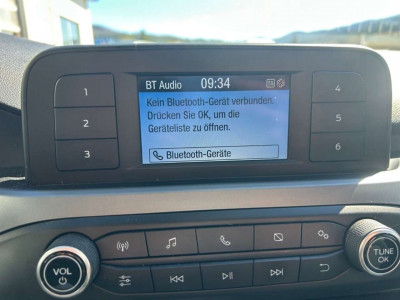 BT Audio 09:34
Kein Bluetooth-Gerät verbunden.
Drücken Sie OK, um die
Geräteliste zu öffnen.
Bluetooth-Geräte
1
2
3
4
5
6
VOL
TUNE
OK